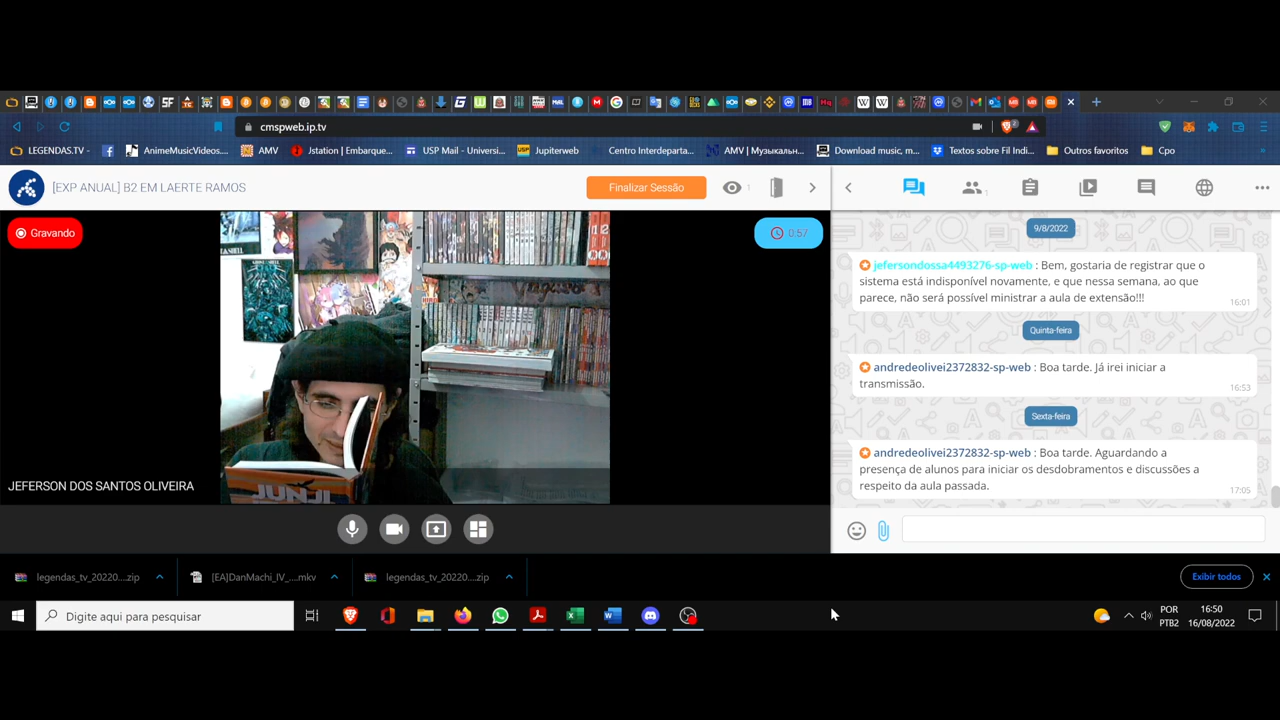 cmspweb.ip.tv
2
LEGENDAS.TV -
AnimeMusicVideos...
AMV
Jstation | Embarque...
USP Mail - Universi...
Jupiterweb
Centro Interdeparta...
AMV | Музыкальн...
Download music, m...
Textos sobre Fil Indi...
Outros favoritos
Cpo
[EXP ANUAL] B2 EM LAERTE RAMOS
Finalizar Sessão
1
1
Gravando
0:57
JUNJI
JEFERSON DOS SANTOS OLIVEIRA
9/8/2022
jefersondossa4493276-sp-web : Bem, gostaria de registrar que o
sistema está indisponível novamente, e que nessa semana, ao que
parece, não será possível ministrar a aula de extensão!!!
16:01
Quinta-feira
andredeolivei2372832-sp-web : Boa tarde. Já irei iniciar a
transmissão.
16:53
Sexta-feira
andredeolivei2372832-sp-web : Boa tarde. Aguardando a
presença de alunos para iniciar os desdobramentos e discussões a
respeito da aula passada.
17:05
legendas_tv_20220....zip
[EA]DanMachi_IV_....mkv
legendas_tv_20220....zip
Exibir todos
Digite aqui para pesquisar
POR
PTB2
16:50
16/08/2022